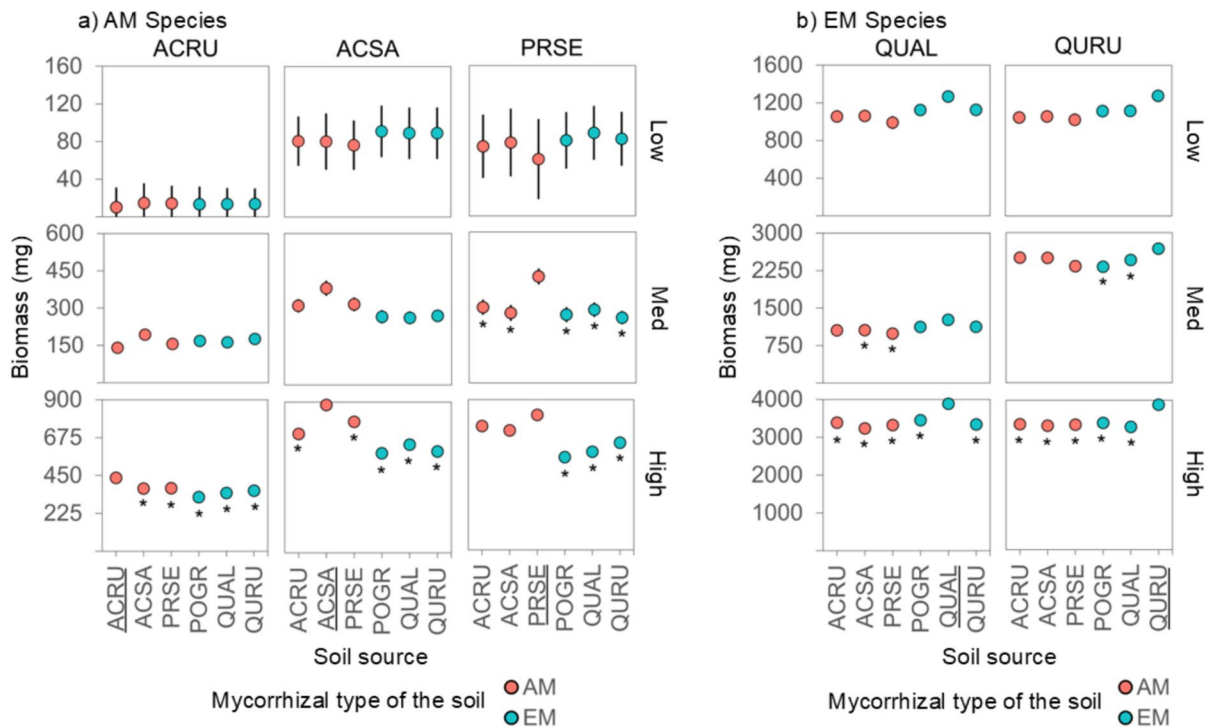 a) AM Species
ACRU
ACSA
PRSE
160
120
80
40
Low
600
450
300
150
Med
*
*
*
*
*
900
675
450
225
High
*
*
*
*
*
*
*
*
*
*
*
*
*
Biomass (mg)
ACRU
ACSA
PRSE
POGR
QUAL
QURU
ACRU
ACSA
PRSE
POGR
QUAL
QURU
ACRU
ACSA
PRSE
POGR
QUAL
QURU
Soil source
Mycorrhizal type of the soil
AM
EM
b) EM Species
QUAL
QURU
1600
1200
800
400
Low
3000
2250
1500
750
Med
*
*
*
*
4000
3000
2000
1000
High
*
*
*
*
*
*
*
*
*
*
Biomass (mg)
ACRU
ACSA
PRSE
POGR
QUAL
QURU
ACRU
ACSA
PRSE
POGR
QUAL
QURU
Soil source
Mycorrhizal type of the soil
AM
EM